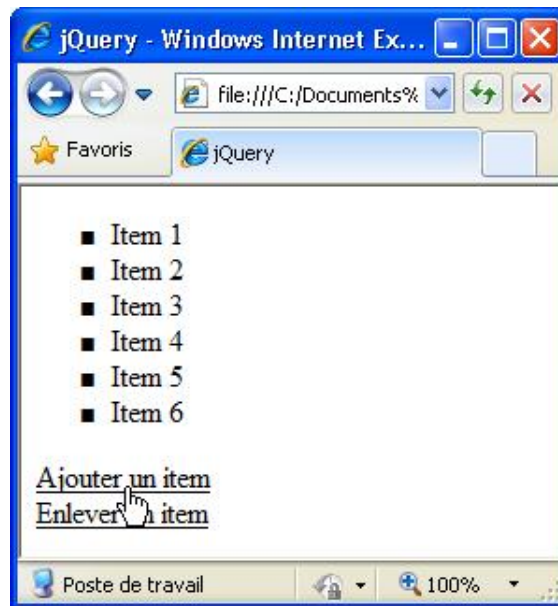 jQuery - Windows Internet Ex...
file:///C:/Documents%
Favoris
jQuery
Item 1
Item 2
Item 3
Item 4
Item 5
Item 6
Ajouter un item
Enlever un item
Poste de travail
100%